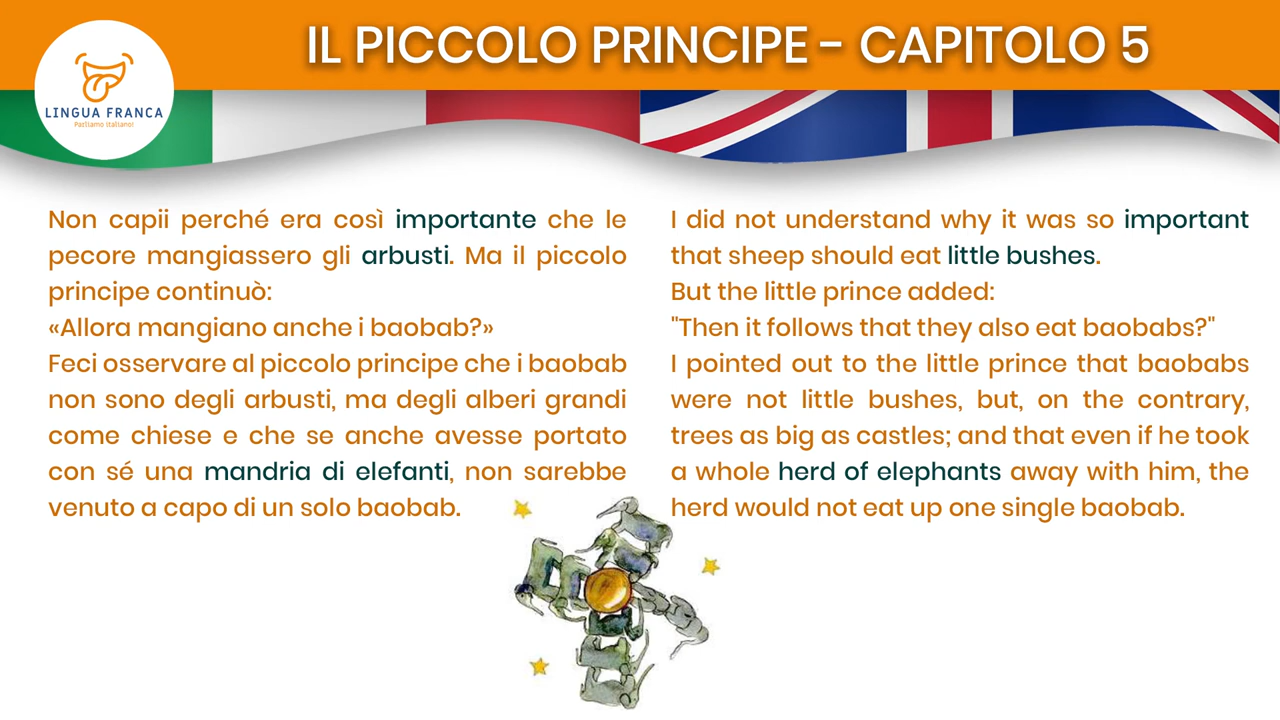 IL PICCOLO PRINCIPE - CAPITOLO 5
LINGUA FRANCA
Parliamo italiano!
Non capii perché era così importante che le
pecore mangiassero gli arbusti. Ma il piccolo
principe continuò:
«Allora mangiano anche i baobab?»
Feci osservare al piccolo principe che i baobab
non sono degli arbusti, ma degli alberi grandi
come chiese e che se anche avesse portato
con sé una mandria di elefanti, non sarebbe
venuto a capo di un solo baobab.
I did not understand why it was so important
that sheep should eat little bushes.
But the little prince added:
"Then it follows that they also eat baobabs?"
I pointed out to the little prince that baobabs
were not little bushes, but, on the contrary,
trees as big as castles; and that even if he took
a whole herd of elephants away with him, the
herd would not eat up one single baobab.